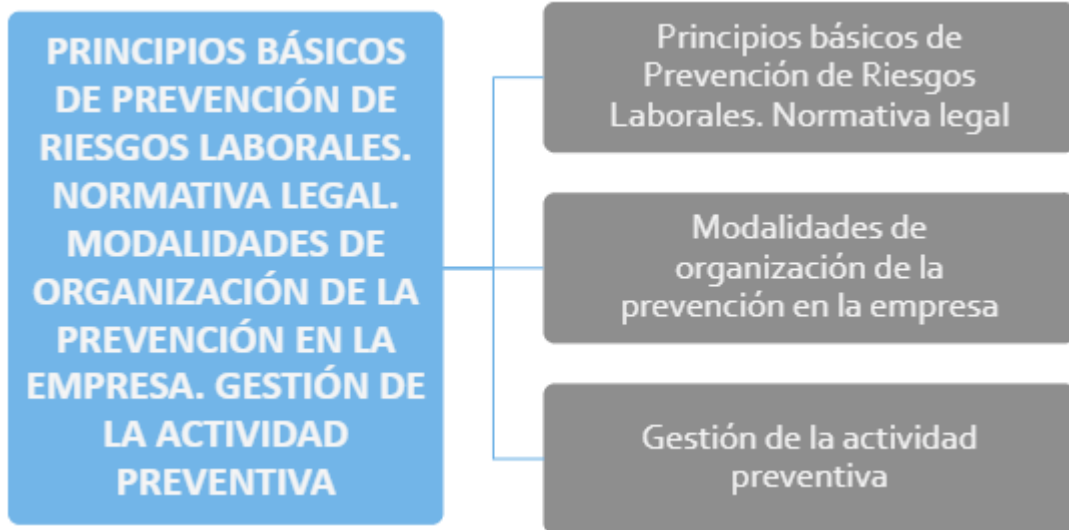 PRINCIPIOS BÁSICOS
DE PREVENCIÓN DE
RIESGOS LABORALES.
NORMATIVA LEGAL.
MODALIDADES DE
ORGANIZACIÓN DE LA
PREVENCIÓN EN LA
EMPRESA. GESTIÓN DE
LA ACTIVIDAD
PREVENTIVA
Principios básicos de
Prevención de Riesgos
Laborales. Normativa legal
Modalidades de
organización de la
prevención en la empresa
Gestión de la actividad
preventiva